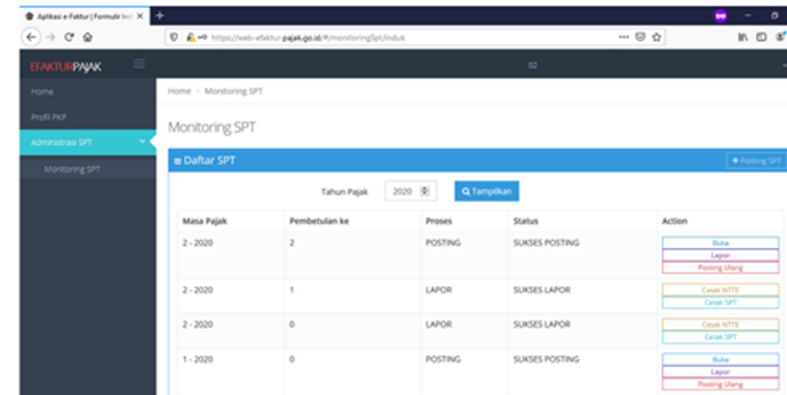 Aplikasi e-Faktur | Formulir Ind
https://web-efaktur.pajak.go.id/#/monitoringSpt/induk
EFAKTURPAJAK
02
Home
Home - Monitoring SPT
Profil PKP
Monitoring SPT
Administrasi SPT
Monitoring SPT
Daftar SPT
+ Posting SPT
Tahun Pajak 2020 Tampilkan
Masa Pajak Pembetulan ke Proses Status Action
2 - 2020 2 POSTING SUKSES POSTING Buka
Lapor
Posting Ulang
2 - 2020 1 LAPOR SUKSES LAPOR Cetak NTTE
Cetak SPT
2 - 2020 0 LAPOR SUKSES LAPOR Cetak NTTE
Cetak SPT
1 - 2020 0 POSTING SUKSES POSTING Buka
Lapor
Posting Ulang